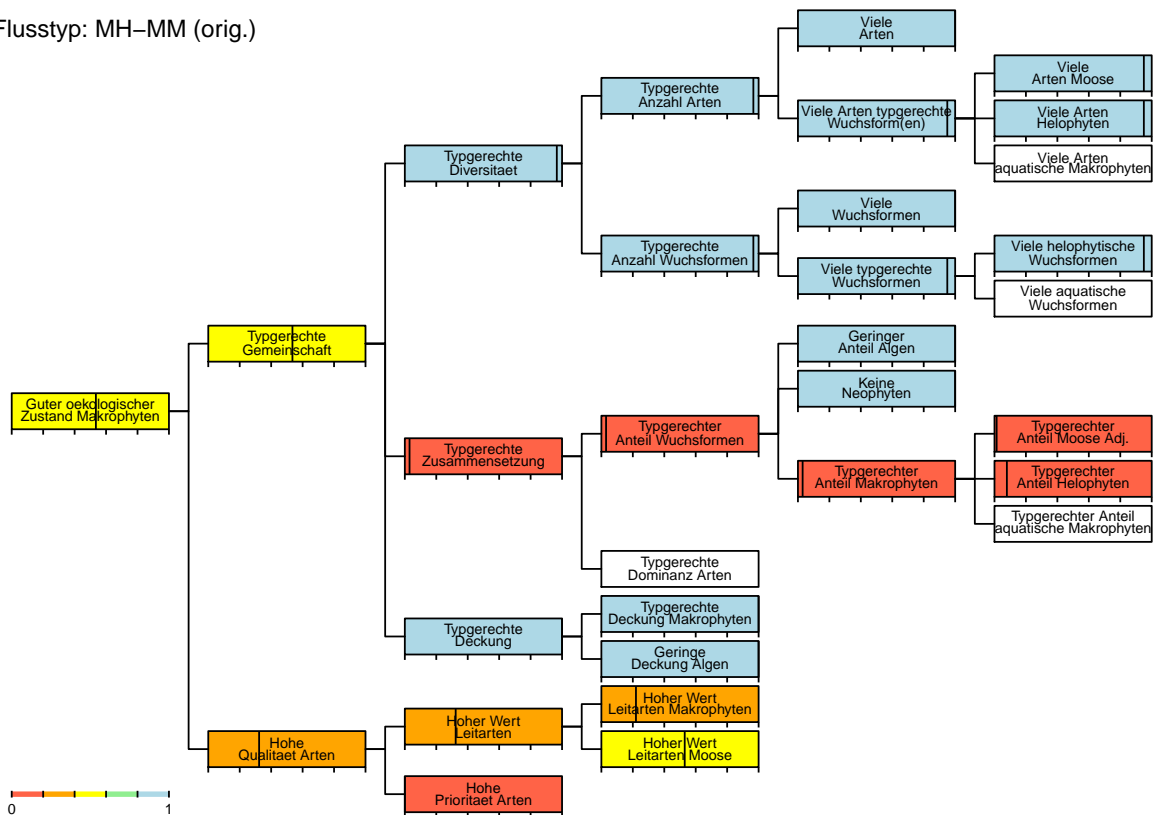 Flusstyp: MH–MM (orig.)
Viele
Arten
Viele
Arten Moose
Typgerechte
Anzahl Arten
Viele Arten typgerechte
Wuchsform(en)
Viele Arten
Helophyten
Viele Arten
aquatische Makrophyten
Typgerechte
Diversitaet
Viele
Wuchsformen
Typgerechte
Anzahl Wuchsformen
Viele helophytische
Wuchsformen
Viele typgerechte
Wuchsformen
Viele aquatische
Wuchsformen
Typgerechte
Gemeinschaft
Geringer
Anteil Algen
Keine
Neophyten
Guter oekologischer
Zustand Makrophyten
Typgerechter
Anteil Wuchsformen
Typgerechter
Anteil Moose Adj.
Typgerechte
Zusammensetzung
Typgerechter
Anteil Makrophyten
Typgerechter
Anteil Helophyten
Typgerechter Anteil
aquatische Makrophyten
Typgerechte
Dominanz Arten
Typgerechte
Deckung Makrophyten
Typgerechte
Deckung
Geringe
Deckung Algen
Hoher Wert
Leitarten Makrophyten
Hoher Wert
Leitarten
Hohe
Qualitaet Arten
Hoher Wert
Leitarten Moose
Hohe
Prioritaet Arten
0 1